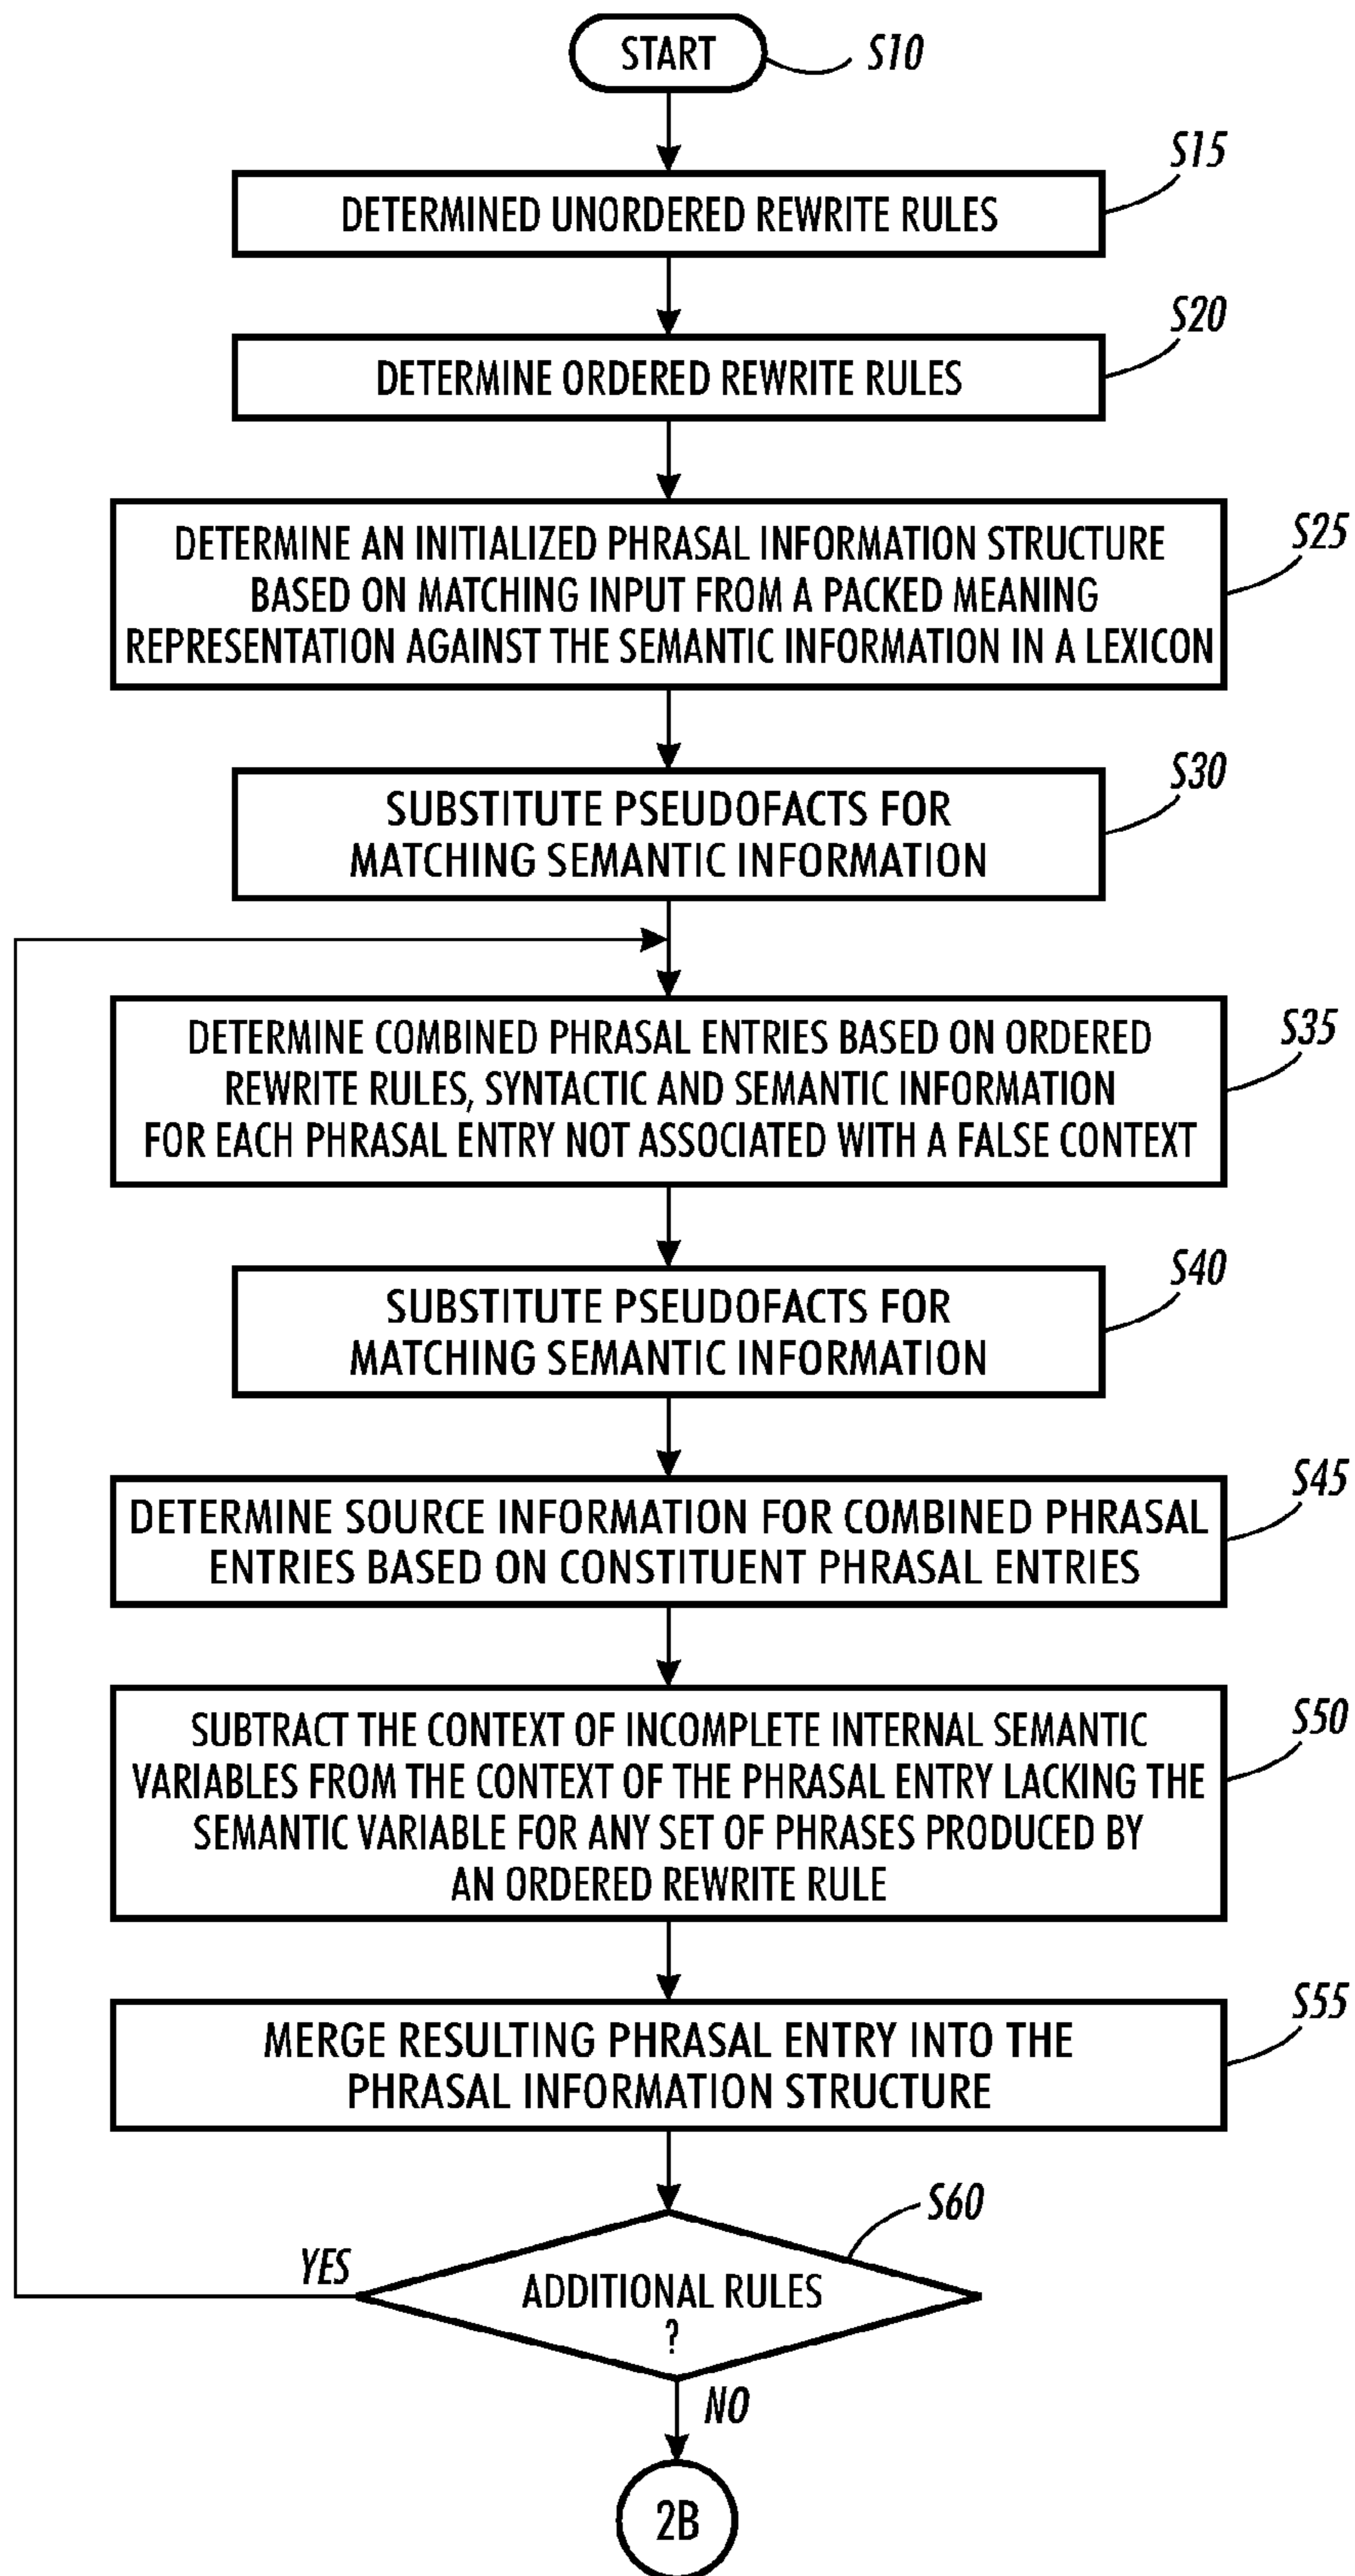 START
S10
S15
DETERMINED UNORDERED REWRITE RULES
S20
DETERMINE ORDERED REWRITE RULES
S25
DETERMINE AN INITIALIZED PHRASAL INFORMATION STRUCTURE
BASED ON MATCHING INPUT FROM A PACKED MEANING
REPRESENTATION AGAINST THE SEMANTIC INFORMATION IN A LEXICON
S30
SUBSTITUTE PSEUDOFACTS FOR
MATCHING SEMANTIC INFORMATION
S35
DETERMINE COMBINED PHRASAL ENTRIES BASED ON ORDERED
REWRITE RULES, SYNTACTIC AND SEMANTIC INFORMATION
FOR EACH PHRASAL ENTRY NOT ASSOCIATED WITH A FALSE CONTEXT
S40
SUBSTITUTE PSEUDOFACTS FOR
MATCHING SEMANTIC INFORMATION
S45
DETERMINE SOURCE INFORMATION FOR COMBINED PHRASAL
ENTRIES BASED ON CONSTITUENT PHRASAL ENTRIES
S50
SUBTRACT THE CONTEXT OF INCOMPLETE INTERNAL SEMANTIC
VARIABLES FROM THE CONTEXT OF THE PHRASAL ENTRY LACKING THE
SEMANTIC VARIABLE FOR ANY SET OF PHRASES PRODUCED BY
AN ORDERED REWRITE RULE
S55
MERGE RESULTING PHRASAL ENTRY INTO THE
PHRASAL INFORMATION STRUCTURE
S60
YES
ADDITIONAL RULES
?
NO
2B